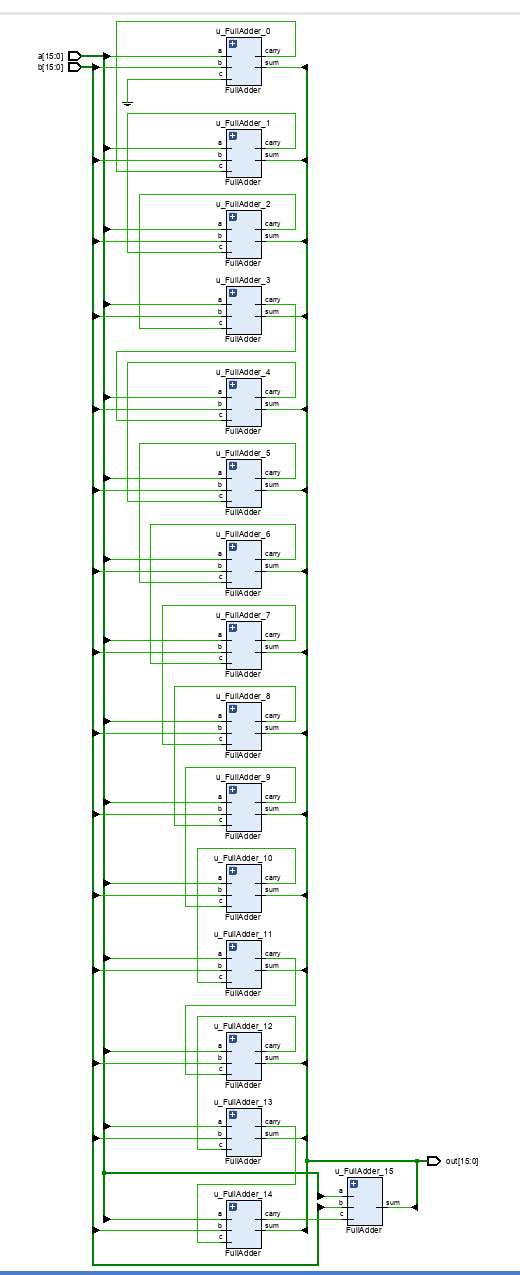 u_FullAdder_0
a[15:0]
b[15:0]
a carry
b sum
c
FullAdder
u_FullAdder_1
a carry
b sum
c
FullAdder
u_FullAdder_2
a carry
b sum
c
FullAdder
u_FullAdder_3
a carry
b sum
c
FullAdder
u_FullAdder_4
a carry
b sum
c
FullAdder
u_FullAdder_5
a carry
b sum
c
FullAdder
u_FullAdder_6
a carry
b sum
c
FullAdder
u_FullAdder_7
a carry
b sum
c
FullAdder
u_FullAdder_8
a carry
b sum
c
FullAdder
u_FullAdder_9
a carry
b sum
c
FullAdder
u_FullAdder_10
a carry
b sum
c
FullAdder
u_FullAdder_11
a carry
b sum
c
FullAdder
u_FullAdder_12
a carry
b sum
c
FullAdder
u_FullAdder_13
a carry
b sum
c
FullAdder
out[15:0]
u_FullAdder_15
a
b sum
c
FullAdder
u_FullAdder_14
a carry
b sum
c
FullAdder